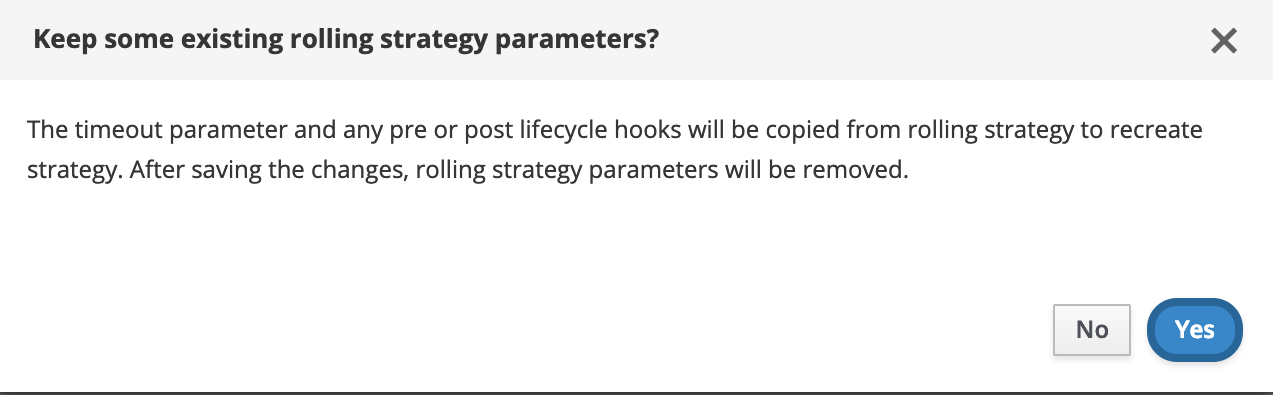 Keep some existing rolling strategy parameters?
The timeout parameter and any pre or post lifecycle hooks will be copied from rolling strategy to recreate
strategy. After saving the changes, rolling strategy parameters will be removed.
No
Yes